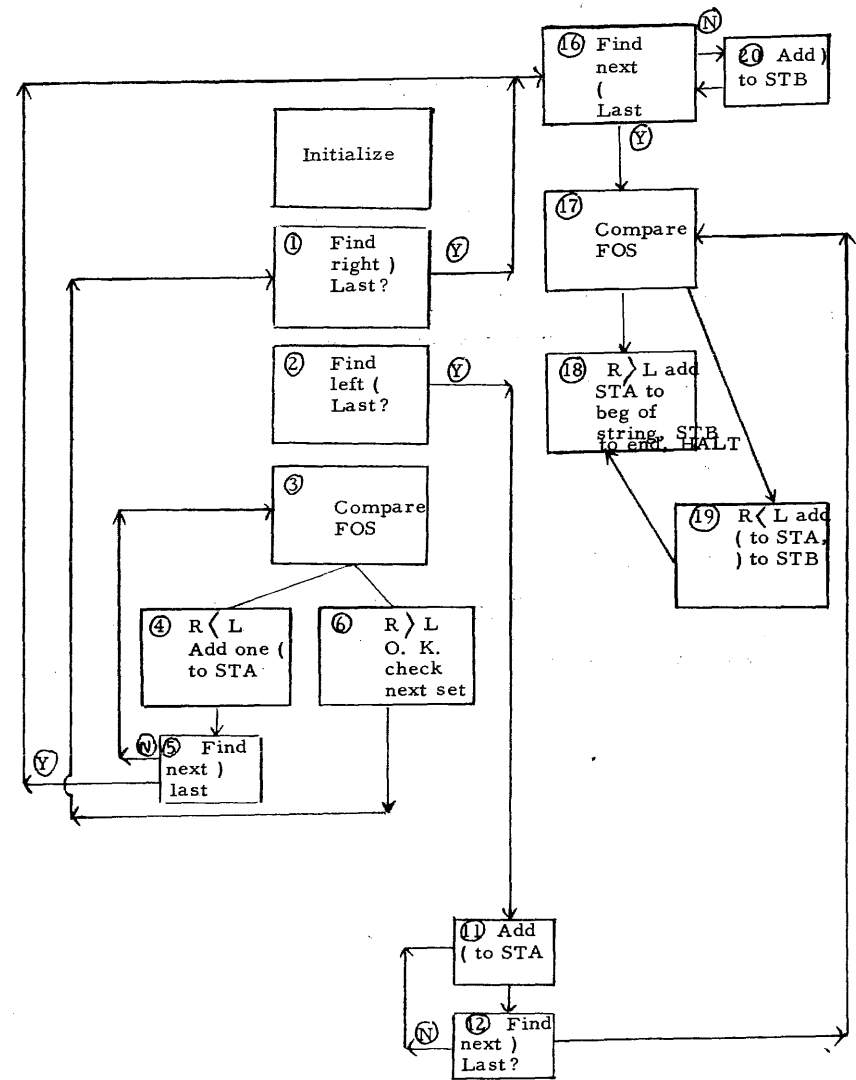 Initialize
① Find
right )
Last?
Y
② Find
left (
Last?
Y
③
Compare
FOS
④ R < L
Add one (
to STA
⑥ R > L
O. K.
check
next set
N
⑤ Find
next )
last
Y
⑪ Add
( to STA
⑫ Find
next )
Last?
N
⑯ Find
next
(
Last
N
Y
⑳ Add )
to STB
⑰
Compare
FOS
⑱ R > L add
STA to
beg of
string, STB
to end, HALT
⑲ R < L add
( to STA,
) to STB